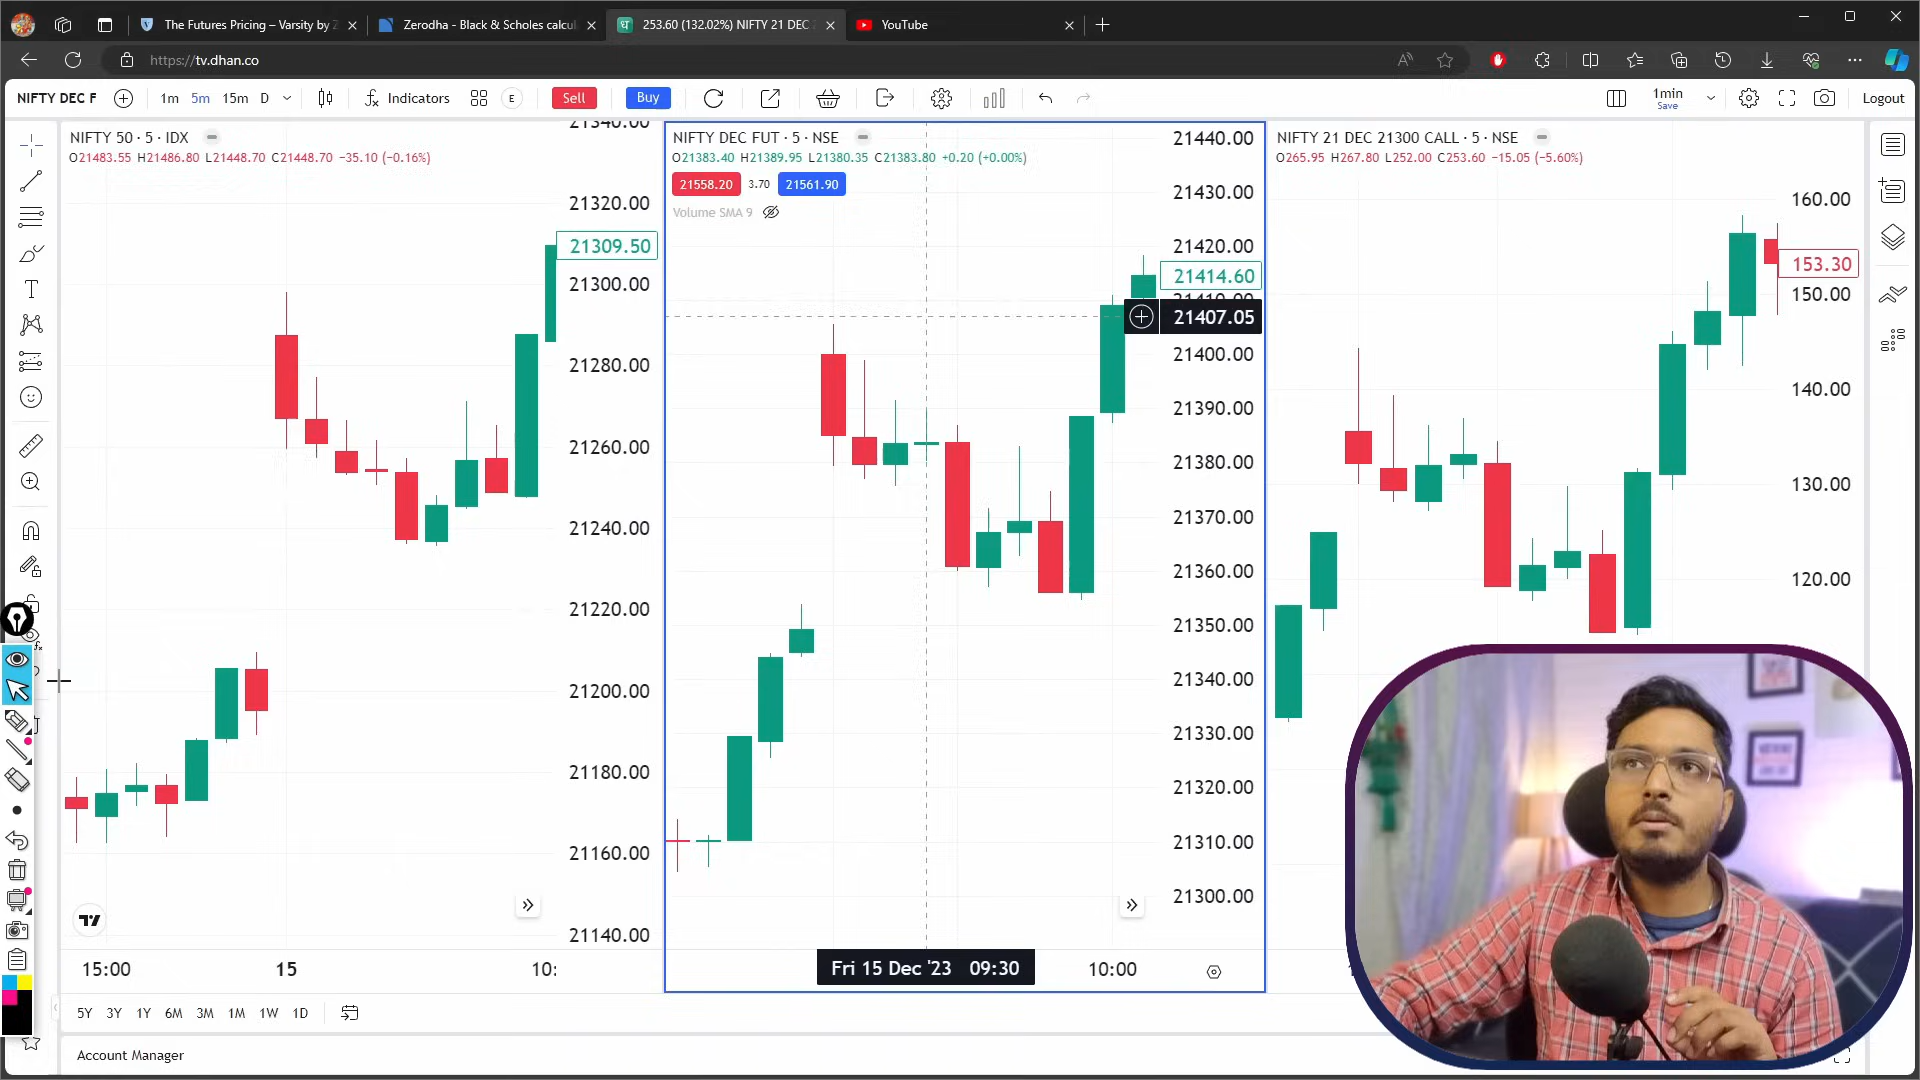 The Futures Pricing – Varsity by Z
Zerodha - Black & Scholes calcul
253.60 (132.02%) NIFTY 21 DEC 2
YouTube
https://tv.dhan.co
NIFTY DEC F
1m 5m 15m D
Indicators
E
Sell
Buy
1min
Save
Logout
NIFTY 50 · 5 · IDX
O21483.55 H21486.80 L21448.70 C21448.70 −35.10 (−0.16%)
21340.00
21320.00
21309.50
21300.00
21280.00
21260.00
21240.00
21220.00
21200.00
21180.00
21160.00
21140.00
15:00
15
10:
NIFTY DEC FUT · 5 · NSE
O21383.40 H21389.95 L21380.35 C21383.80 +0.20 (+0.00%)
21558.20 3.70 21561.90
Volume SMA 9
21440.00
21430.00
21420.00
21414.60
21410.00
21407.05
21400.00
21390.00
21380.00
21370.00
21360.00
21350.00
21340.00
21330.00
21320.00
21310.00
21300.00
Fri 15 Dec '23 09:30
10:00
NIFTY 21 DEC 21300 CALL · 5 · NSE
O265.95 H267.80 L252.00 C253.60 −15.05 (−5.60%)
160.00
153.30
150.00
140.00
130.00
120.00
5Y 3Y 1Y 6M 3M 1M 1W 1D
Account Manager